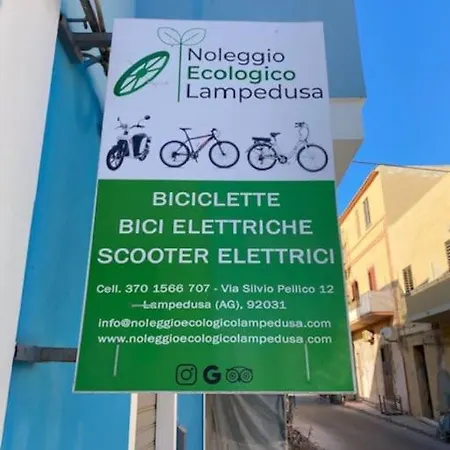 Noleggio
Ecologico
Lampedusa
BICICLETTE
BICI ELETTRICHE
SCOOTER ELETTRICI
Cell. 370 1566 707 - Via Silvio Pellico 12
Lampedusa (AG), 92031
info@noleggioecologicolampedusa.com
www.noleggioecologicolampedusa.com
G